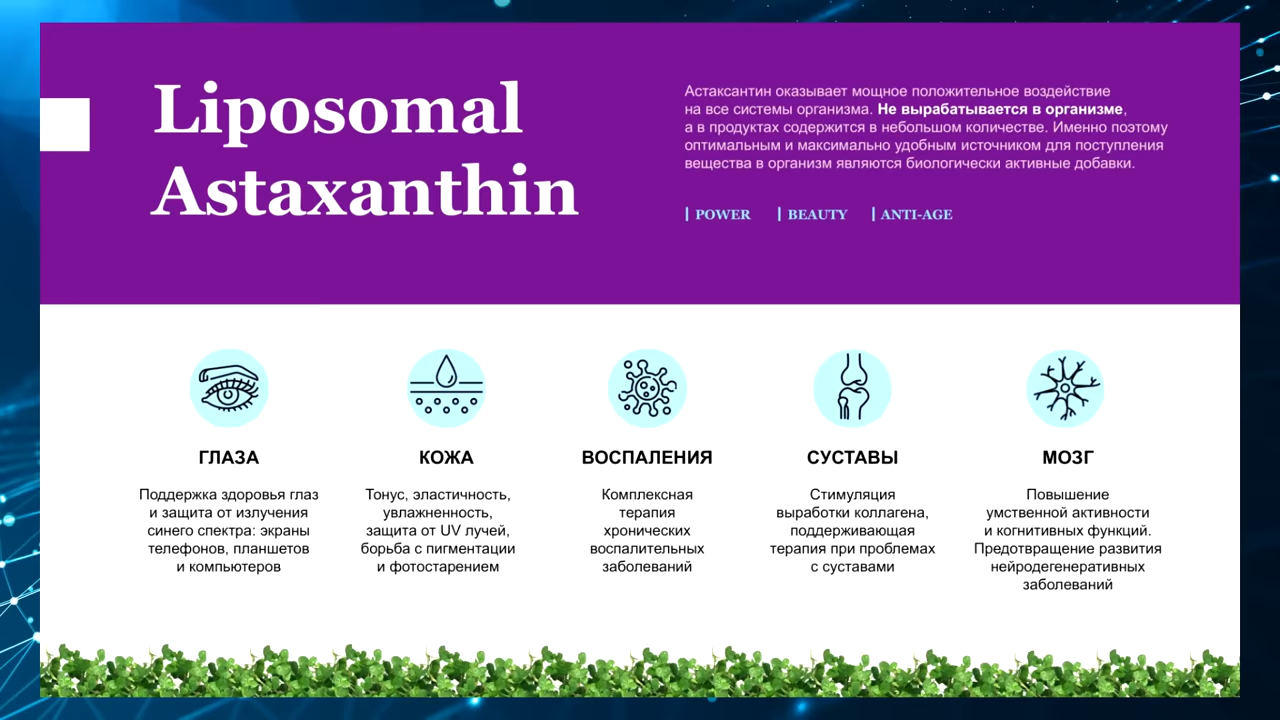 Liposomal
Astaxanthin
Астаксантин оказывает мощное положительное воздействие
на все системы организма. Не вырабатывается в организме,
а в продуктах содержится в небольшом количестве. Именно поэтому
оптимальным и максимально удобным источником для поступления
вещества в организм являются биологически активные добавки.
POWER
BEAUTY
ANTI-AGE
ГЛАЗА
Поддержка здоровья глаз
и защита от излучения
синего спектра: экраны
телефонов, планшетов
и компьютеров
КОЖА
Тонус, эластичность,
увлажненность,
защита от UV лучей,
борьба с пигментации
и фотостарением
ВОСПАЛЕНИЯ
Комплексная
терапия
хронических
воспалительных
заболеваний
СУСТАВЫ
Стимуляция
выработки коллагена,
поддерживающая
терапия при проблемах
с суставами
МОЗГ
Повышение
умственной активности
и когнитивных функций.
Предотвращение развития
нейродегенеративных
заболеваний